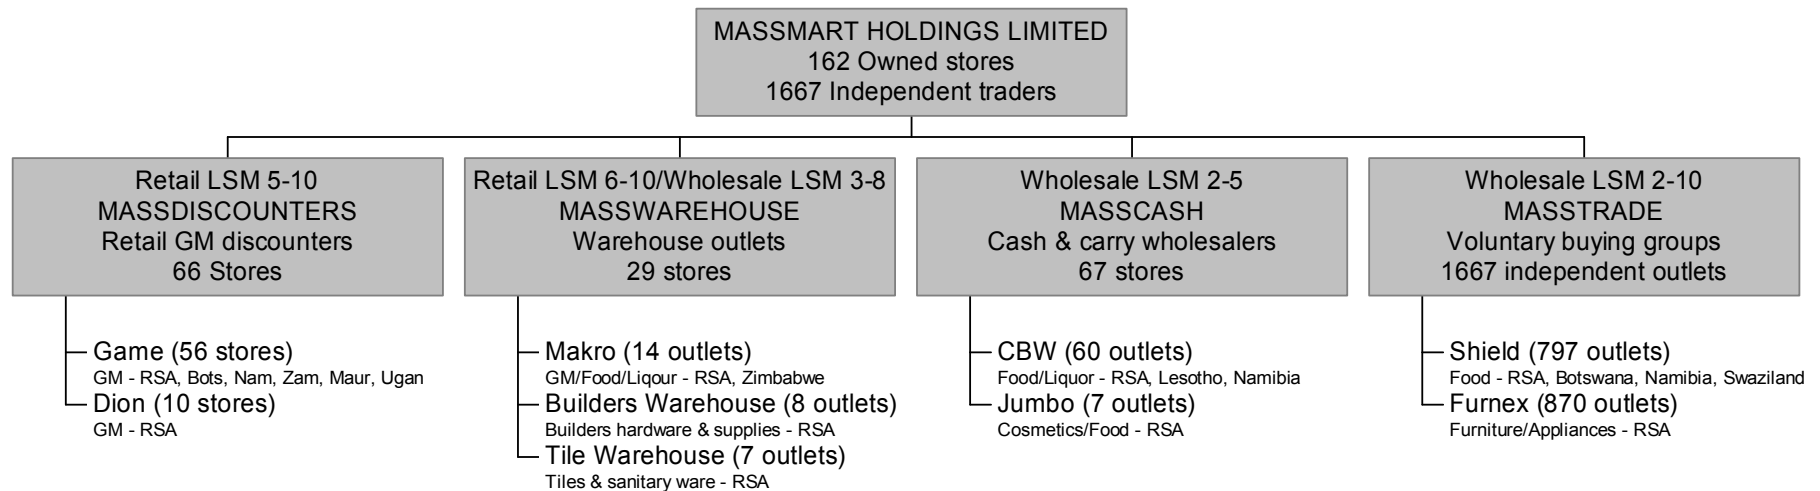 MASSMART HOLDINGS LIMITED
162 Owned stores
1667 Independent traders
Retail LSM 5-10
MASSDISCOUNTERS
Retail GM discounters
66 Stores
Game (56 stores)
GM - RSA, Bots, Nam, Zam, Maur, Ugan
Dion (10 stores)
GM - RSA
Retail LSM 6-10/Wholesale LSM 3-8
MASSWAREHOUSE
Warehouse outlets
29 stores
Makro (14 outlets)
GM/Food/Liqour - RSA, Zimbabwe
Builders Warehouse (8 outlets)
Builders hardware & supplies - RSA
Tile Warehouse (7 outlets)
Tiles & sanitary ware - RSA
Wholesale LSM 2-5
MASSCASH
Cash & carry wholesalers
67 stores
CBW (60 outlets)
Food/Liquor - RSA, Lesotho, Namibia
Jumbo (7 outlets)
Cosmetics/Food - RSA
Wholesale LSM 2-10
MASSTRADE
Voluntary buying groups
1667 independent outlets
Shield (797 outlets)
Food - RSA, Botswana, Namibia, Swaziland
Furnex (870 outlets)
Furniture/Appliances - RSA